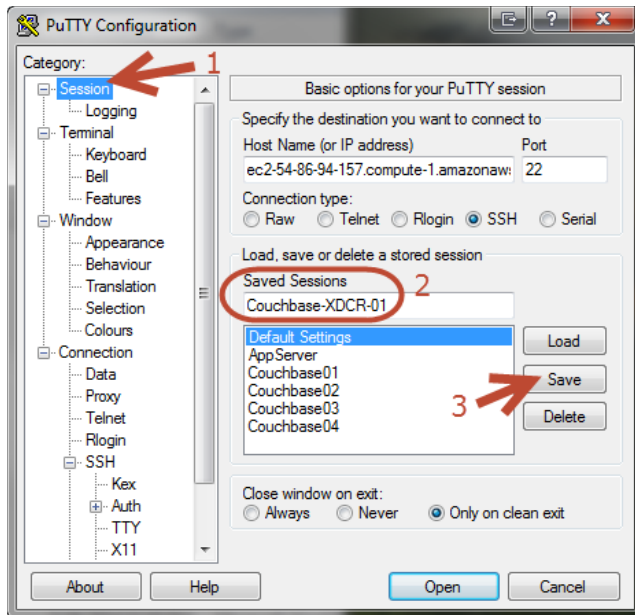 PuTTY Configuration
Category:
1
Session
Logging
Terminal
Keyboard
Bell
Features
Window
Appearance
Behaviour
Translation
Selection
Colours
Connection
Data
Proxy
Telnet
Rlogin
SSH
Kex
Auth
TTY
X11
Basic options for your PuTTY session
Specify the destination you want to connect to
Host Name (or IP address) Port
ec2-54-86-94-157.compute-1.amazonaw 22
Connection type:
Raw Telnet Rlogin SSH Serial
Load, save or delete a stored session
Saved Sessions 2
Couchbase-XDCR-01
Default Settings
AppServer
Couchbase01
Couchbase02
Couchbase03
Couchbase04
Load
Save
3
Delete
Close window on exit:
Always Never Only on clean exit
About Help Open Cancel